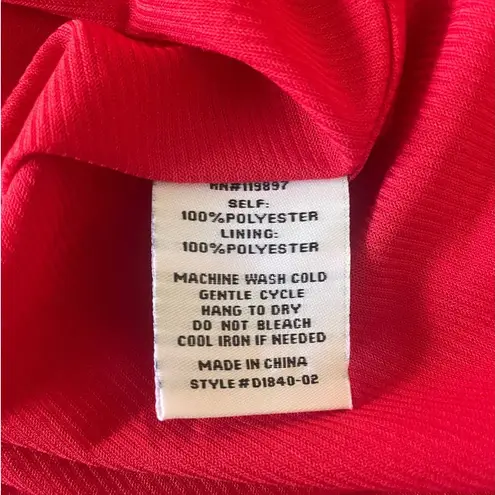 RN#119897
SELF:
100%POLYESTER
LINING:
100%POLYESTER
MACHINE WASH COLD
GENTLE CYCLE
HANG TO DRY
DO NOT BLEACH
COOL IRON IF NEEDED
MADE IN CHINA
STYLE #D1840-02